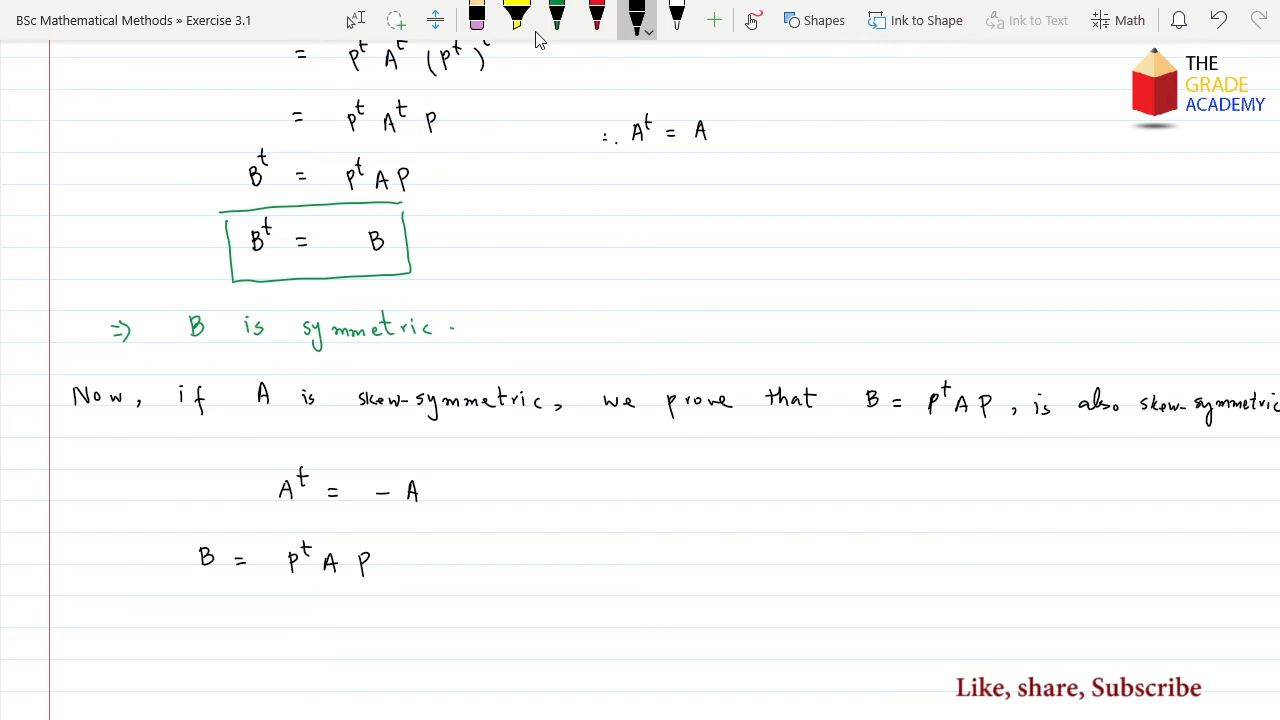 BSc Mathematical Methods » Exercise 3.1
Shapes
Ink to Shape
Ink to Text
Math
THE
GRADE
ACADEMY
= P^t A^t (P^t)^t
= P^t A^t P
∴ A^t = A
B^t = P^t A P
B^t = B
=> B is symmetric.
Now, if A is skew-symmetric, we prove that B = P^t A P, is also skew-symmetric
A^t = - A
B = P^t A P
Like, share, Subscribe